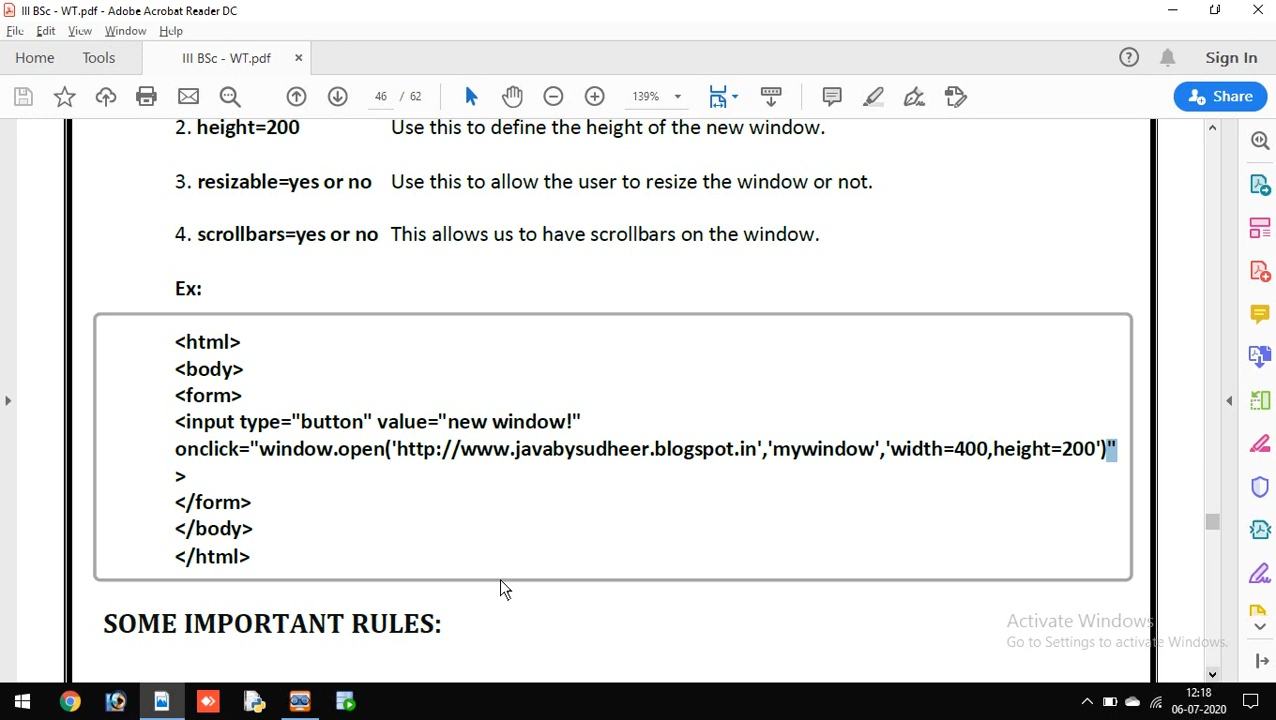 III BSc - WT.pdf - Adobe Acrobat Reader DC
File Edit View Window Help
Home Tools III BSc - WT.pdf × Sign In
46 / 62 139% Share
2. height=200 Use this to define the height of the new window.
3. resizable=yes or no Use this to allow the user to resize the window or not.
4. scrollbars=yes or no This allows us to have scrollbars on the window.
Ex:
<html>
<body>
<form>
<input type="button" value="new window!"
onclick="window.open('http://www.javabysudheer.blogspot.in','mywindow','width=400,height=200')"
>
</form>
</body>
</html>
SOME IMPORTANT RULES:
Activate Windows
Go to Settings to activate Windows.
12:18
06-07-2020